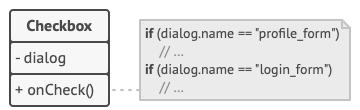 Checkbox
- dialog
+ onCheck()
if (dialog.name == "profile_form")
// ...
if (dialog.name == "login_form")
// ...